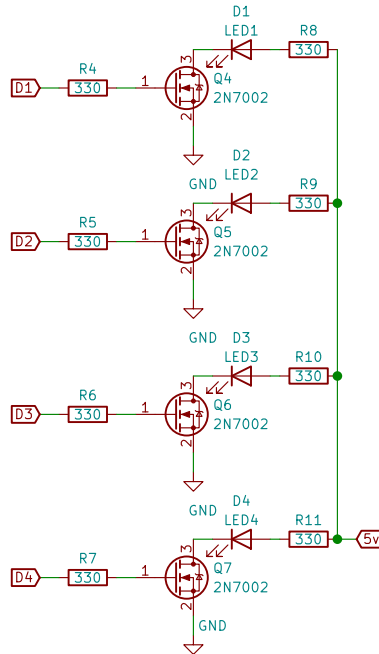 D1
LED1
R8
330
D1
R4
330
1
3
2
Q4
2N7002
GND
D2
LED2
R9
330
D2
R5
330
1
3
2
Q5
2N7002
GND
D3
LED3
R10
330
D3
R6
330
1
3
2
Q6
2N7002
GND
D4
LED4
R11
330
5v
D4
R7
330
1
3
2
Q7
2N7002
GND